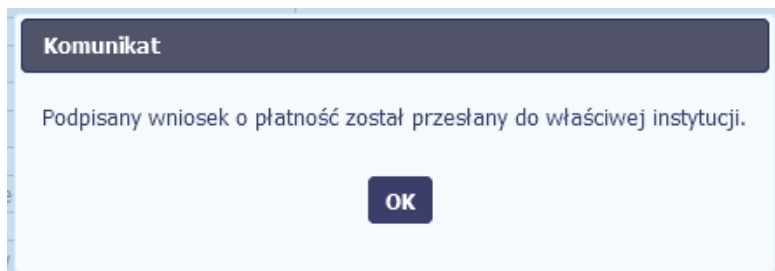 Komunikat
Podpisany wniosek o płatność został przesłany do właściwej instytucji.
OK